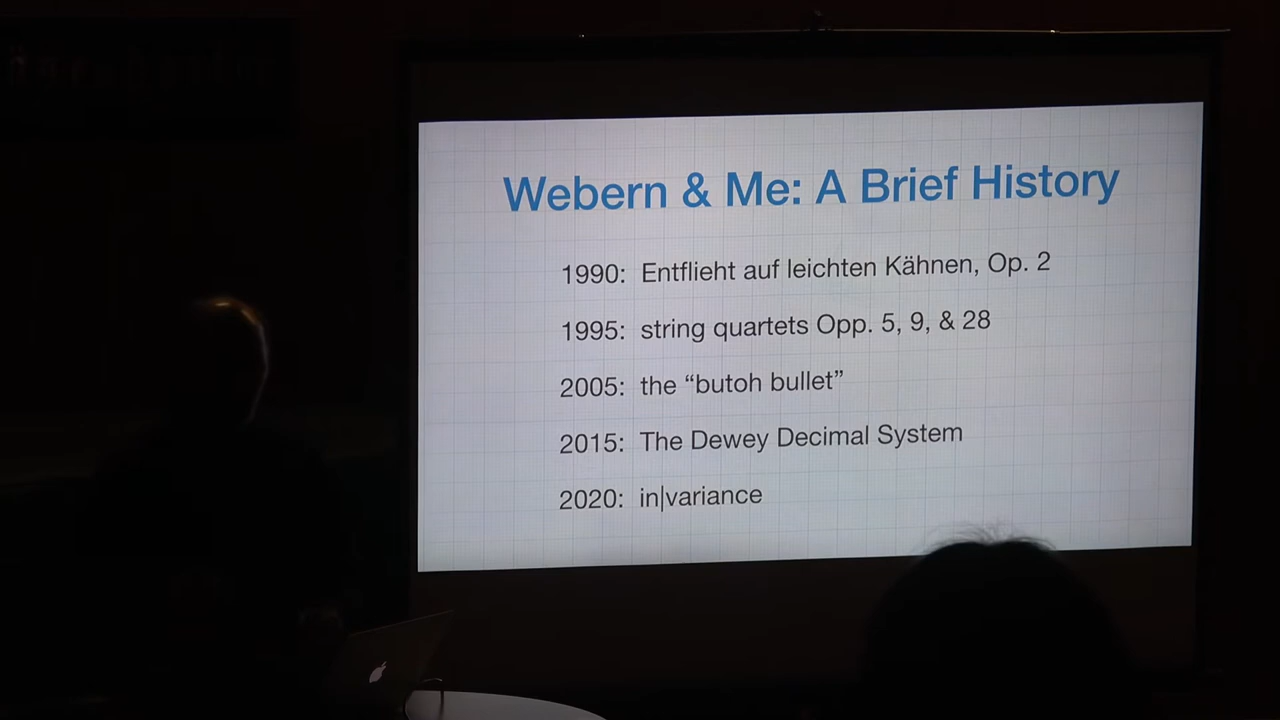 Webern & Me: A Brief History
1990: Entflieht auf leichten Kähnen, Op. 2
1995: string quartets Opp. 5, 9, & 28
2005: the “butoh bullet”
2015: The Dewey Decimal System
2020: in|variance